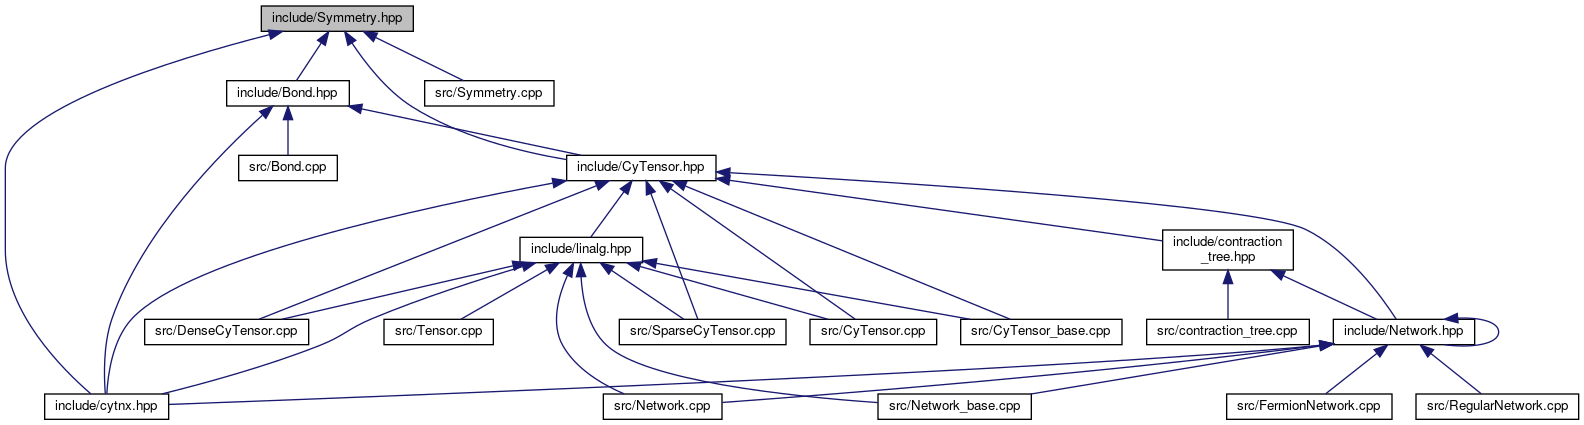 include/Symmetry.hpp
include/Bond.hpp
src/Symmetry.cpp
src/Bond.cpp
include/CyTensor.hpp
include/linalg.hpp
include/contraction
_tree.hpp
src/DenseCyTensor.cpp
src/Tensor.cpp
src/SparseCyTensor.cpp
src/CyTensor.cpp
src/CyTensor_base.cpp
src/contraction_tree.cpp
include/Network.hpp
include/cytnx.hpp
src/Network.cpp
src/Network_base.cpp
src/FermionNetwork.cpp
src/RegularNetwork.cpp